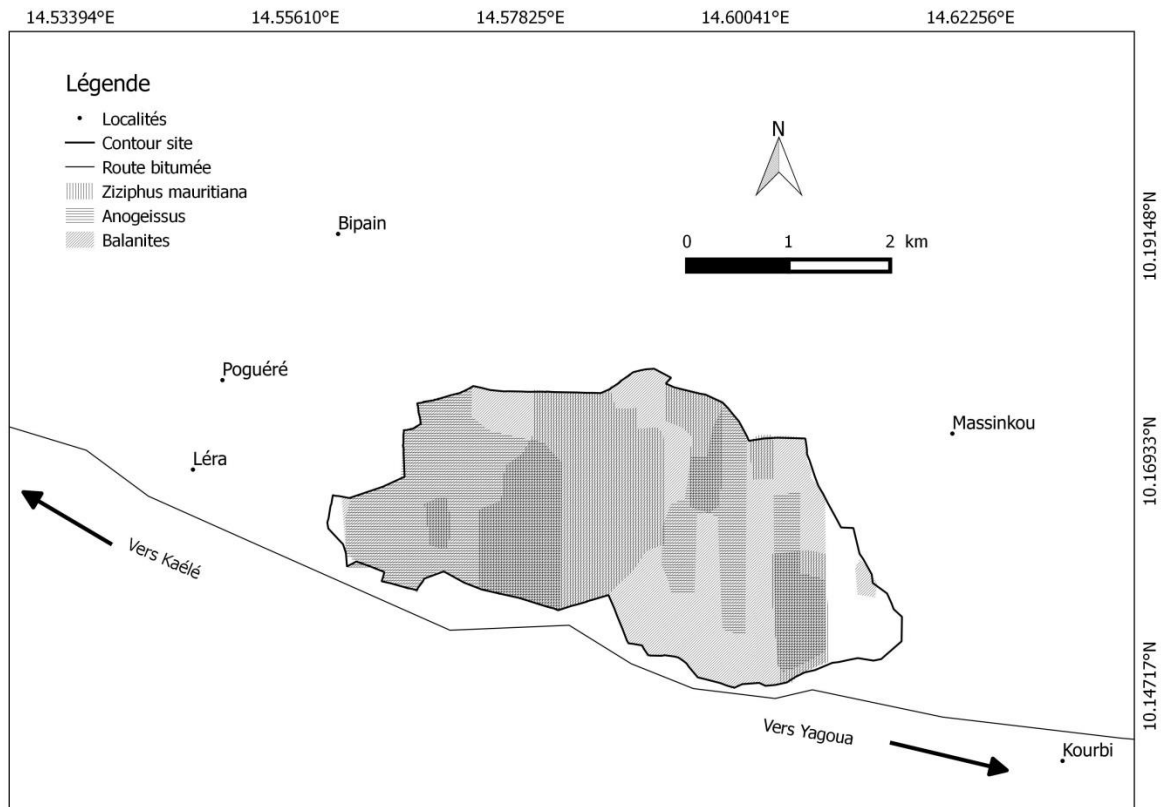 14.53394°E 14.55610°E 14.57825°E 14.60041°E 14.62256°E
Légende
Localités
Contour site
Route bitumée
Ziziphus mauritiana
Anogeissus
Balanites
N
0 1 2 km
Bipain
10.19148°N
Poguéré
Massinkou
10.16933°N
Léra
Vers Kaélé
10.14717°N
Vers Yagoua
Kourbi